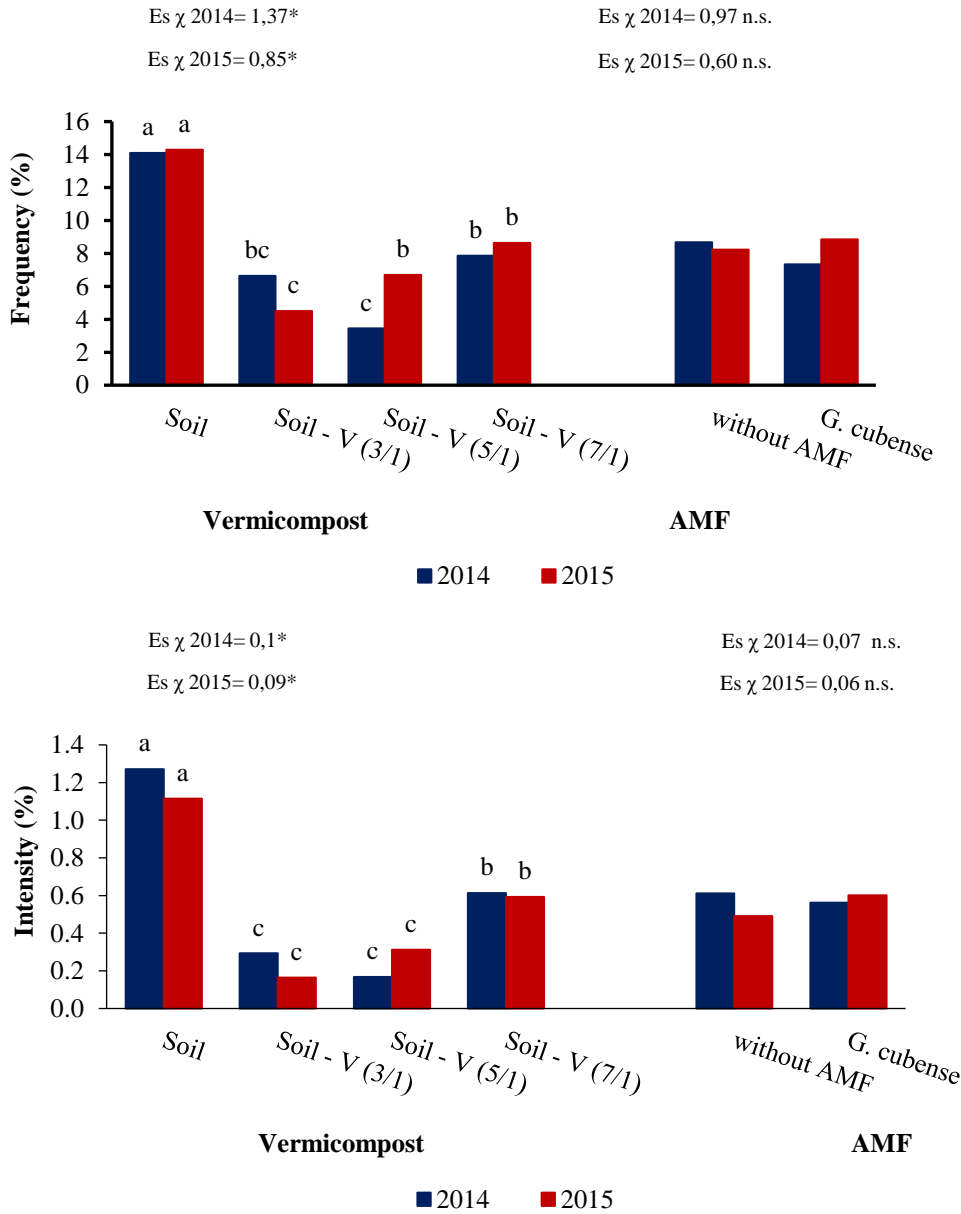 Es χ 2014= 1,37* Es χ 2014= 0,97 n.s.
Es χ 2015= 0,85* Es χ 2015= 0,60 n.s.
Frequency (%)
16
14
12
10
8
6
4
2
0
a a
bc c
c b
b b
Soil
Soil - V (3/1)
Soil - V (5/1)
Soil - V (7/1)
without AMF
G. cubense
Vermicompost AMF
2014 2015
Es χ 2014= 0,1* Es χ 2014= 0,07 n.s.
Es χ 2015= 0,09* Es χ 2015= 0,06 n.s.
Intensity (%)
1.4
1.2
1.0
0.8
0.6
0.4
0.2
0.0
a a
c c
c c
b b
Soil
Soil - V (3/1)
Soil - V (5/1)
Soil - V (7/1)
without AMF
G. cubense
Vermicompost AMF
2014 2015